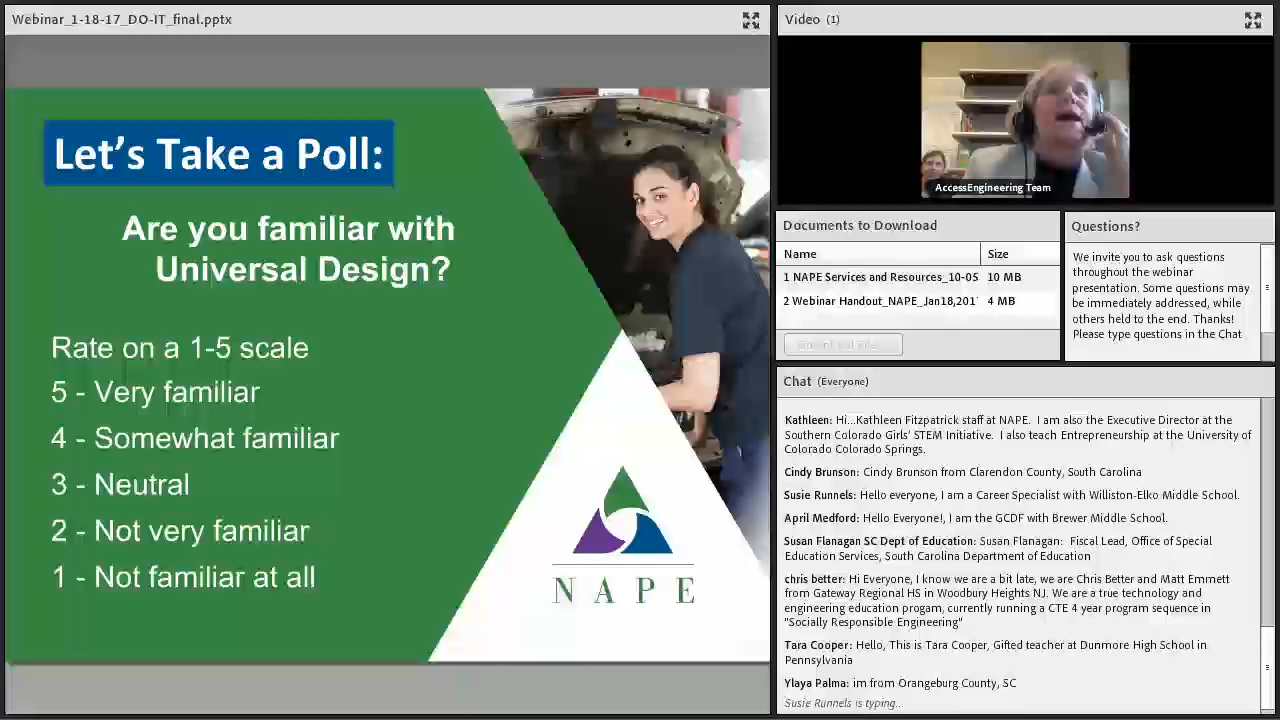 Webinar_1-18-17_DO-IT_final.pptx
Let's Take a Poll:
Are you familiar with
Universal Design?
Rate on a 1-5 scale
5 - Very familiar
4 - Somewhat familiar
3 - Neutral
2 - Not very familiar
1 - Not familiar at all
NAPE
Video (1)
AccessEngineering Team
Documents to Download
Name Size
1 NAPE Services and Resources_10-05 10 MB
2 Webinar Handout_NAPE_Jan18,201 4 MB
Questions?
We invite you to ask questions
throughout the webinar
presentation. Some questions may
be immediately addressed, while
others held to the end. Thanks!
Please type questions in the Chat
Chat (Everyone)
Kathleen: Hi...Kathleen Fitzpatrick staff at NAPE. I am also the Executive Director at the
Southern Colorado Girls' STEM Initiative. I also teach Entrepreneurship at the University of
Colorado Colorado Springs.
Cindy Brunson: Cindy Brunson from Clarendon County, South Carolina
Susie Runnels: Hello everyone, I am a Career Specialist with Williston-Elko Middle School.
April Medford: Hello Everyone!, I am the GCDF with Brewer Middle School.
Susan Flanagan SC Dept of Education: Susan Flanagan: Fiscal Lead, Office of Special
Education Services, South Carolina Department of Education
chris better: Hi Everyone, I know we are a bit late, we are Chris Better and Matt Emmett
from Gateway Regional HS in Woodbury Heights NJ. We are a true technology and
engineering education progam, currently running a CTE 4 year program sequence in
"Socially Responsible Engineering"
Tara Cooper: Hello, This is Tara Cooper, Gifted teacher at Dunmore High School in
Pennsylvania
Ylaya Palma: im from Orangeburg County, SC
Susie Runnels is typing...